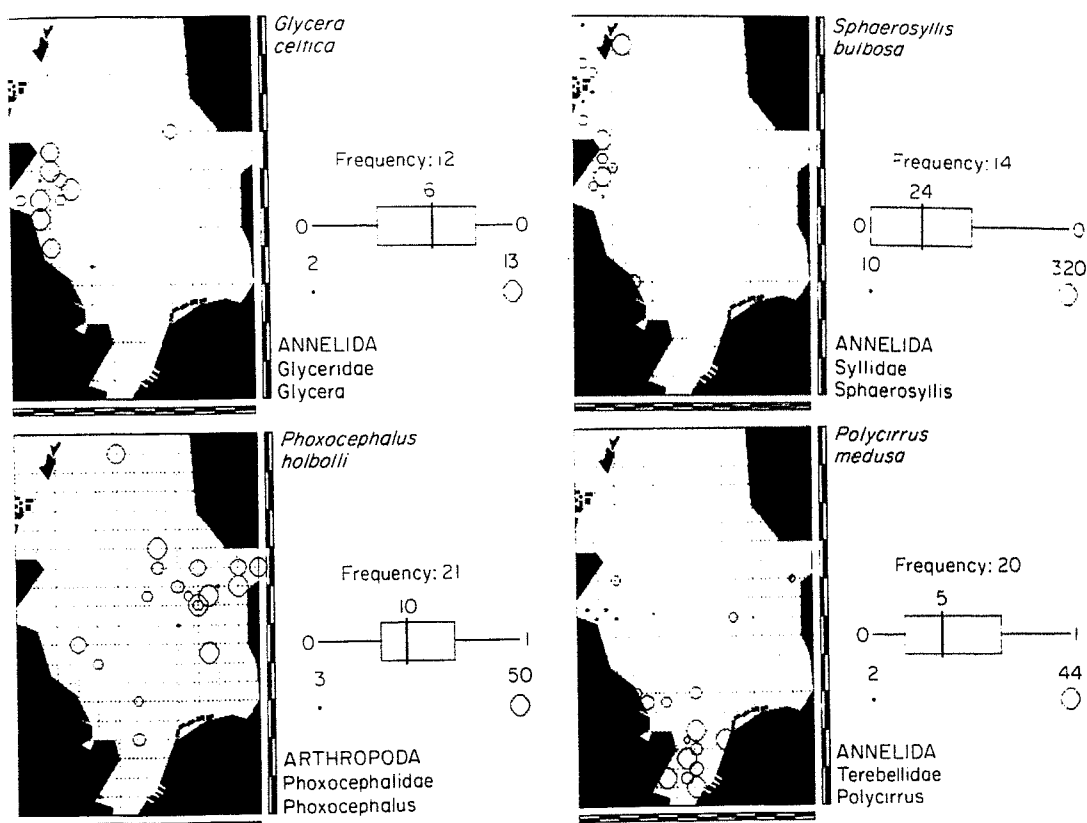 Glycera
celtica
Frequency: 12
6
0
0
2
13
ANNELIDA
Glyceridae
Glycera
Sphaerosyllis
bulbosa
Frequency: 14
24
0
0
10
320
ANNELIDA
Syllidae
Sphaerosyllis
Phoxocephalus
holbolli
Frequency: 21
10
0
1
3
50
ARTHROPODA
Phoxocephalidae
Phoxocephalus
Polycirrus
medusa
Frequency: 20
5
0
1
2
44
ANNELIDA
Terebellidae
Polycirrus